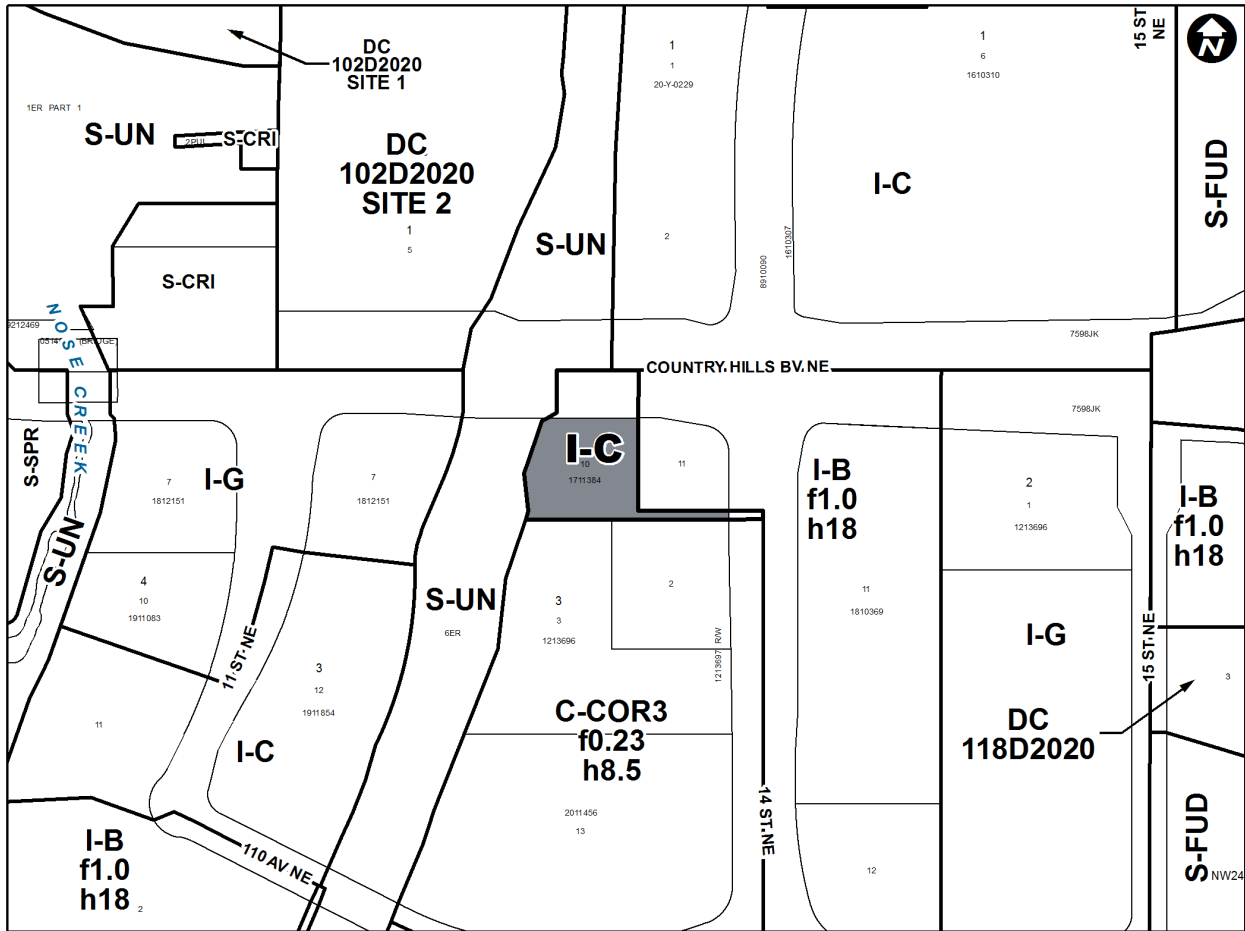 DC
102D2020
SITE 1
1
1
20-Y-0229
1
6
1610310
15 ST
NE
N
1ER PART 1
S-UN
2PUL
S-CRI
DC
102D2020
SITE 2
1
5
S-UN
2
I-C
S-FUD
8910090
1610307
S-CRI
NOSE CREEK
9212469
(BRIDGE)
7598JK
COUNTRY HILLS BV NE
7598JK
S-SPR
I-G
7
1812151
7
1812151
I-C
10
1711384
11
I-B
f1.0
h18
2
1
1213696
I-B
f1.0
h18
S-UN
4
10
1911083
S-UN
6ER
3
3
1213696
2
11
1810369
I-G
11 ST NE
3
12
1911854
1213697 R/W
15 ST NE
3
11
I-C
C-COR3
f0.23
h8.5
DC
118D2020
2011456
13
14 ST NE
110 AV NE
I-B
f1.0
h18
2
12
S-FUD
NW24